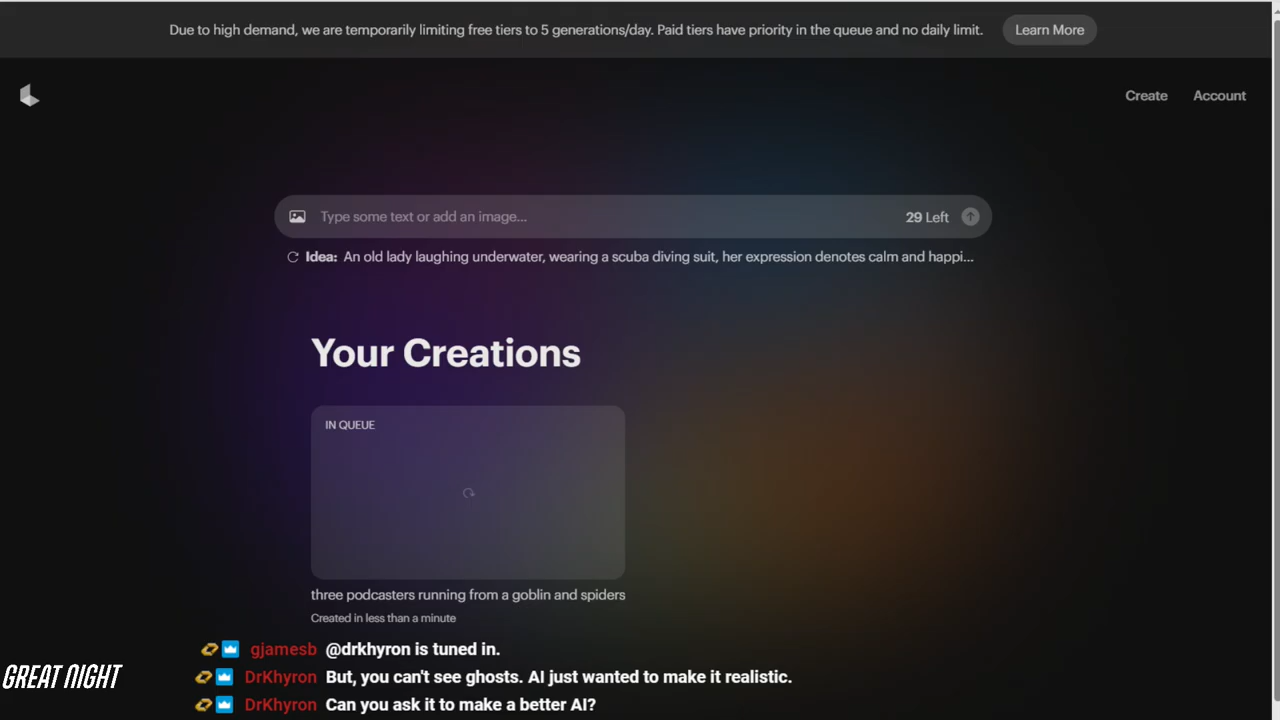 Due to high demand, we are temporarily limiting free tiers to 5 generations/day. Paid tiers have priority in the queue and no daily limit. Learn More
Create Account
Type some text or add an image... 29 Left
Idea: An old lady laughing underwater, wearing a scuba diving suit, her expression denotes calm and happi...
Your Creations
IN QUEUE
three podcasters running from a goblin and spiders
Created in less than a minute
gjamesb @drkhyron is tuned in.
GREAT NIGHT
DrKhyron But, you can't see ghosts. AI just wanted to make it realistic.
DrKhyron Can you ask it to make a better AI?